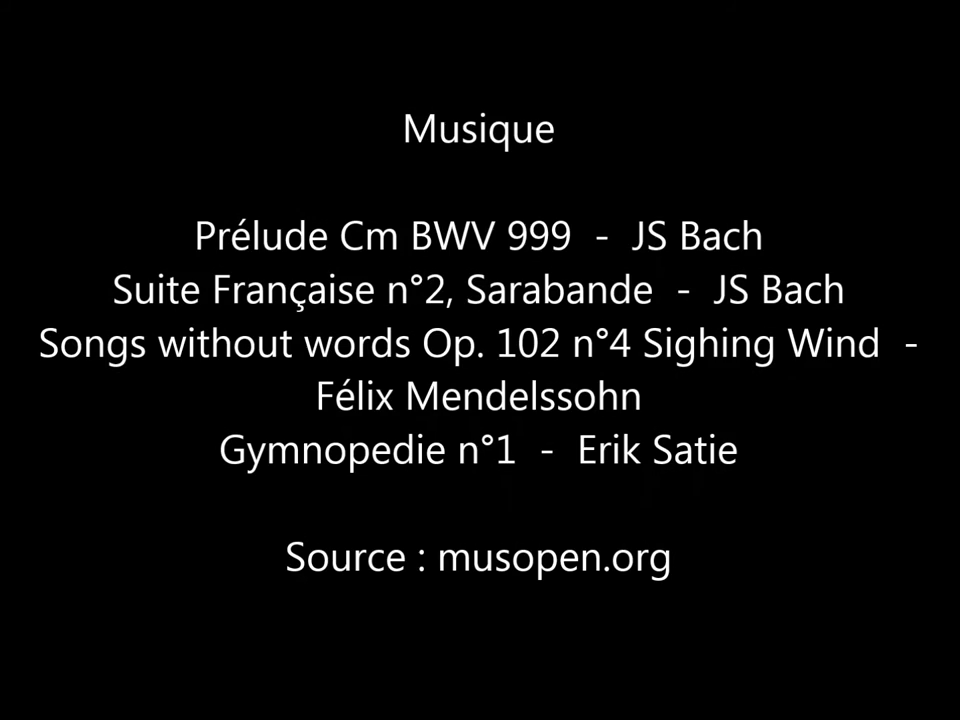 Musique
Prélude Cm BWV 999 - JS Bach
Suite Française n°2, Sarabande - JS Bach
Songs without words Op. 102 n°4 Sighing Wind -
Félix Mendelssohn
Gymnopedie n°1 - Erik Satie
Source : musopen.org